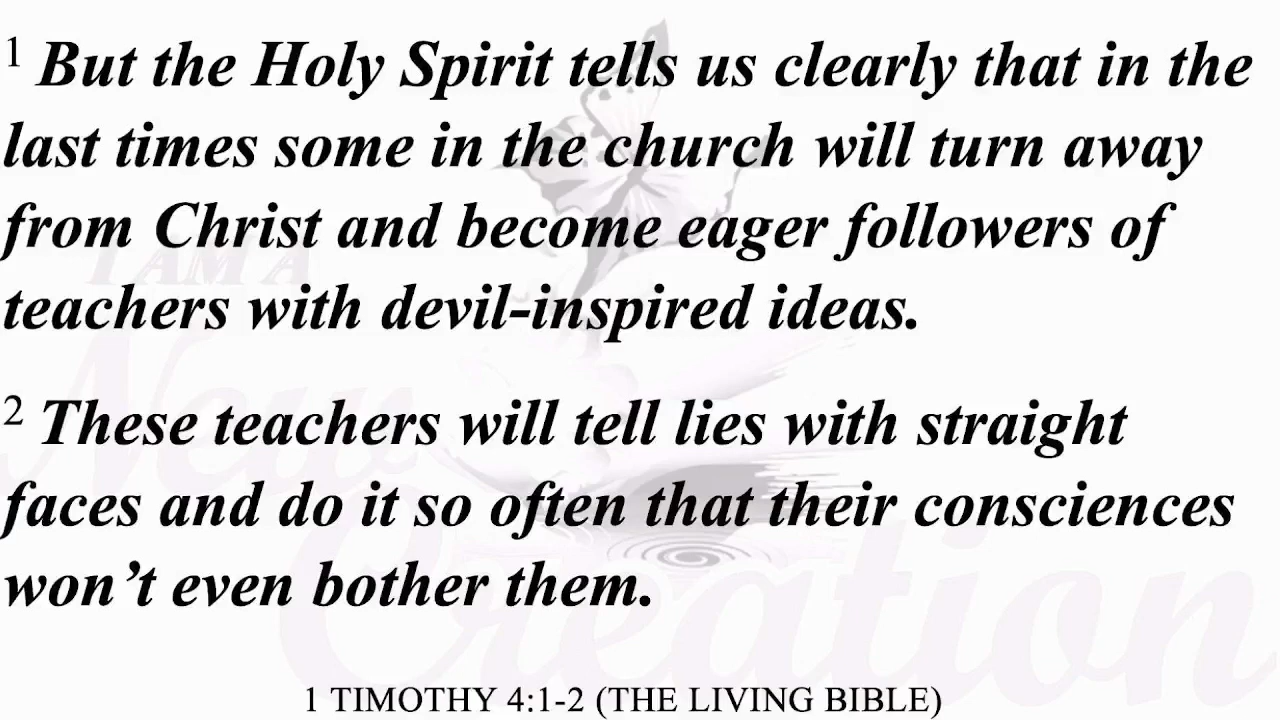 1 But the Holy Spirit tells us clearly that in the
last times some in the church will turn away
from Christ and become eager followers of
teachers with devil-inspired ideas.
2 These teachers will tell lies with straight
faces and do it so often that their consciences
won’t even bother them.
I AM A
New
Creation
1 TIMOTHY 4:1-2 (THE LIVING BIBLE)